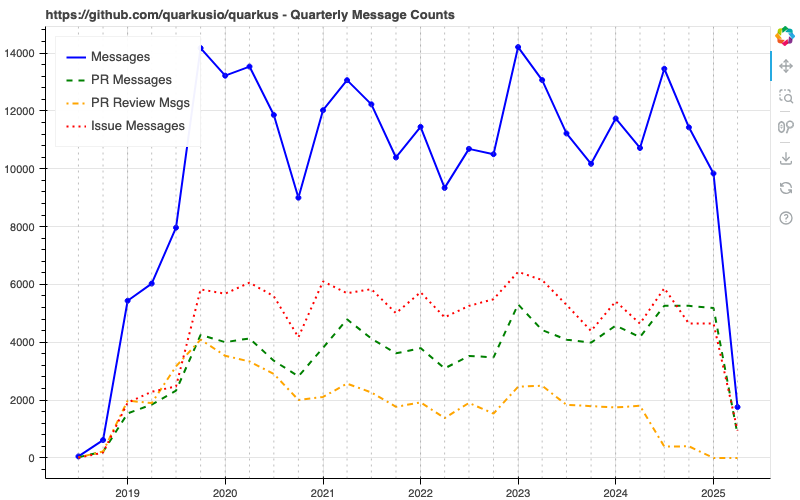 https://github.com/quarkusio/quarkus - Quarterly Message Counts
Messages
PR Messages
PR Review Msgs
Issue Messages
14000
12000
10000
8000
6000
4000
2000
0
2019 2020 2021 2022 2023 2024 2025